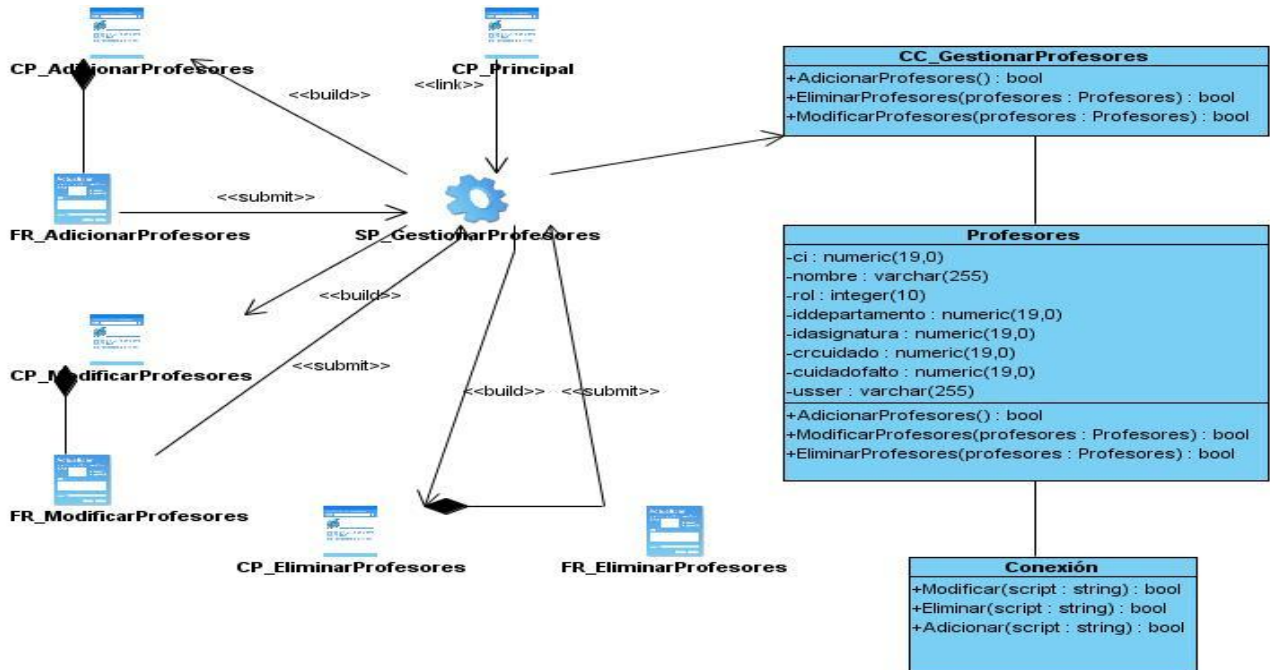 CP_AdicionarProfesores
CP_Principal
<<build>>
<<link>>
CC_GestionarProfesores
+AdicionarProfesores() : bool
+EliminarProfesores(profesores : Profesores) : bool
+ModificarProfesores(profesores : Profesores) : bool
<<submit>>
FR_AdicionarProfesores
SP_GestionarProfesores
Profesores
-ci : numeric(19,0)
-nombre : varchar(255)
-rol : integer(10)
-iddepartamento : numeric(19,0)
-idasignatura : numeric(19,0)
-crcuidado : numeric(19,0)
-cuidadofalto : numeric(19,0)
-usser : varchar(255)
+AdicionarProfesores() : bool
+ModificarProfesores(profesores : Profesores) : bool
+EliminarProfesores(profesores : Profesores) : bool
<<build>>
CP_ModificarProfesores
<<submit>>
<<build>>
<<submit>>
FR_ModificarProfesores
CP_EliminarProfesores
FR_EliminarProfesores
Conexión
+Modificar(script : string) : bool
+Eliminar(script : string) : bool
+Adicionar(script : string) : bool